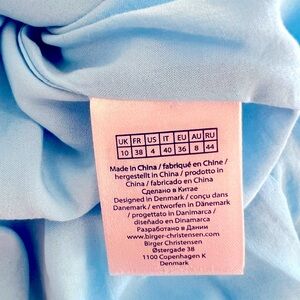 UK FR US IT EU AU RU
10 38 4 40 36 8 44
Made in China / fabriqué en Chine /
hergestellt in China / prodotto in
China / fabricado en China
Сделано в Китае
Designed in Denmark / conçu dans
Danemark / entworfen in Dänemark
/ progettato in Danimarca /
diseñado en Dinamarca
Разработано в Дании
www.birger-christensen.com
Birger Christensen
Østergade 38
1100 Copenhagen K
Denmark